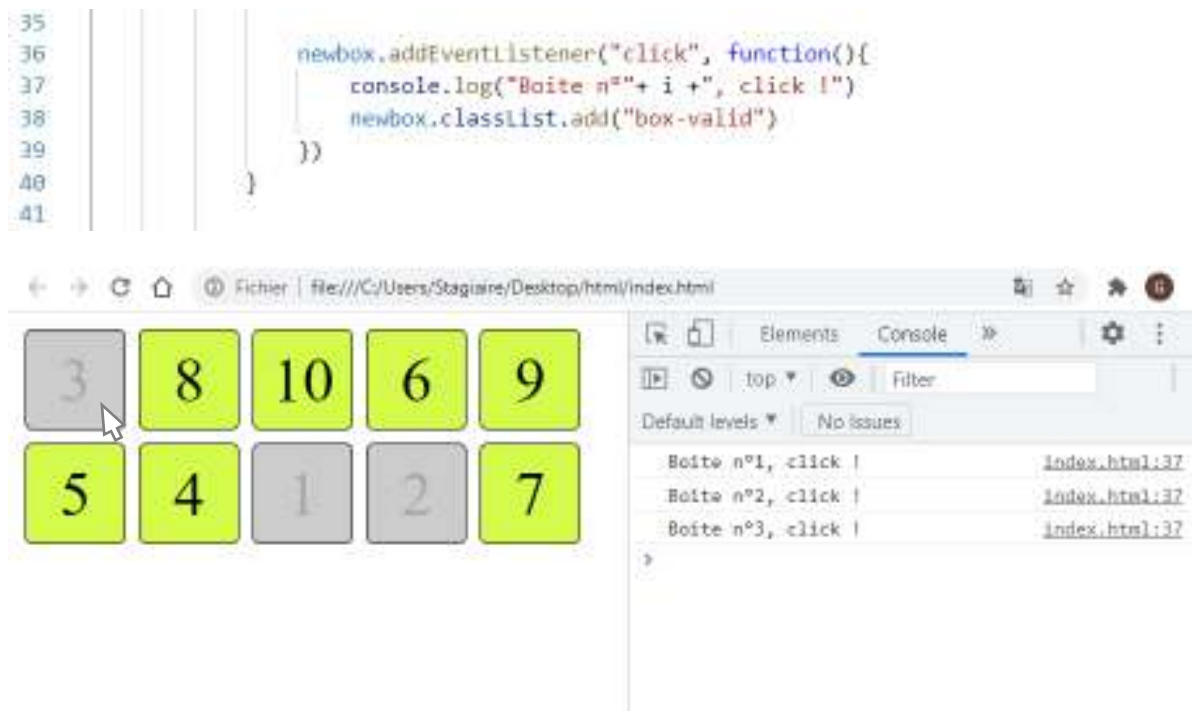 35
36 newbox.addEventListener("click", function(){
37 console.log("Boite n°"+ i +", click !")
38 newbox.classList.add("box-valid")
39 })
40 }
41
Fichier | file:///C:/Users/Stagiaire/Desktop/html/index.html G
Elements Console »
top ▼ Filter
Default levels ▼ No Issues
3 8 10 6 9
5 4 1 2 7
Boite n°1, click ! index.html:37
Boite n°2, click ! index.html:37
Boite n°3, click ! index.html:37
>